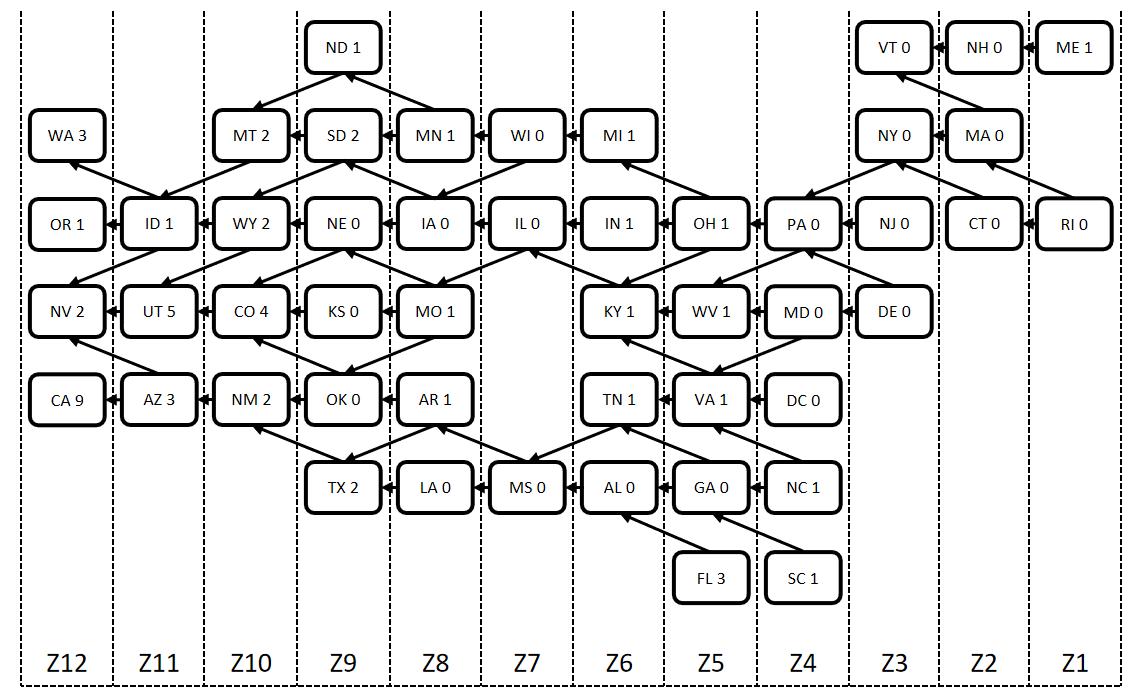 ND 1 VT 0 NH 0 ME 1
WA 3 MT 2 SD 2 MN 1 WI 0 MI 1 NY 0 MA 0
OR 1 ID 1 WY 2 NE 0 IA 0 IL 0 IN 1 OH 1 PA 0 NJ 0 CT 0 RI 0
NV 2 UT 5 CO 4 KS 0 MO 1 KY 1 WV 1 MD 0 DE 0
CA 9 AZ 3 NM 2 OK 0 AR 1 TN 1 VA 1 DC 0
TX 2 LA 0 MS 0 AL 0 GA 0 NC 1
FL 3 SC 1
Z12 Z11 Z10 Z9 Z8 Z7 Z6 Z5 Z4 Z3 Z2 Z1